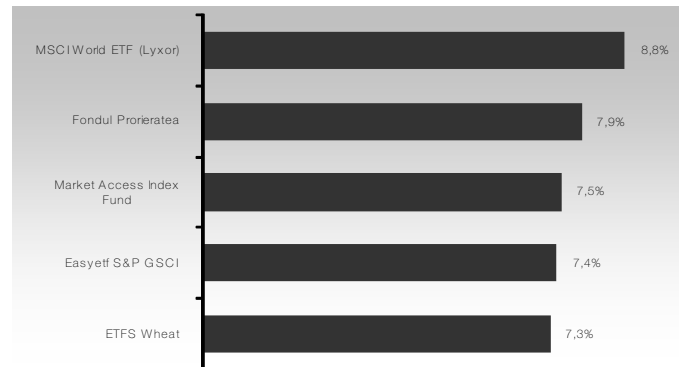 MSCI World ETF (Lyxor)
8,8%
Fondul Prorieratea
7,9%
Market Access Index
Fund
7,5%
Easyetf S&P GSCI
7,4%
ETFS Wheat
7,3%